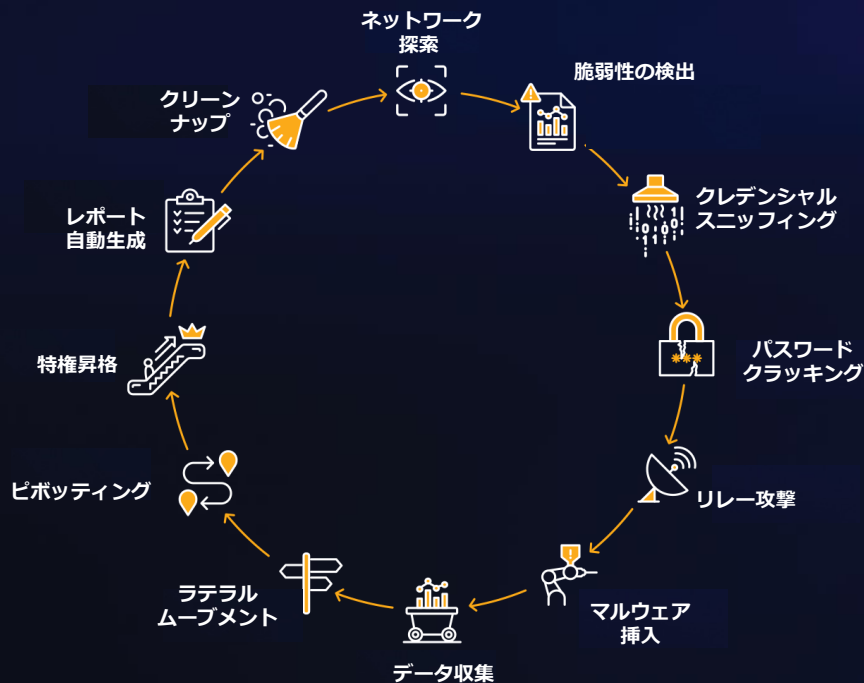 ネットワーク
探索
脆弱性の検出
クレデンシャル
スニッフィング
パスワード
クラッキング
リレー攻撃
マルウェア
挿入
データ収集
ラテラル
ムーブメント
ピボッティング
特権昇格
レポート
自動生成
クリーン
ナップ